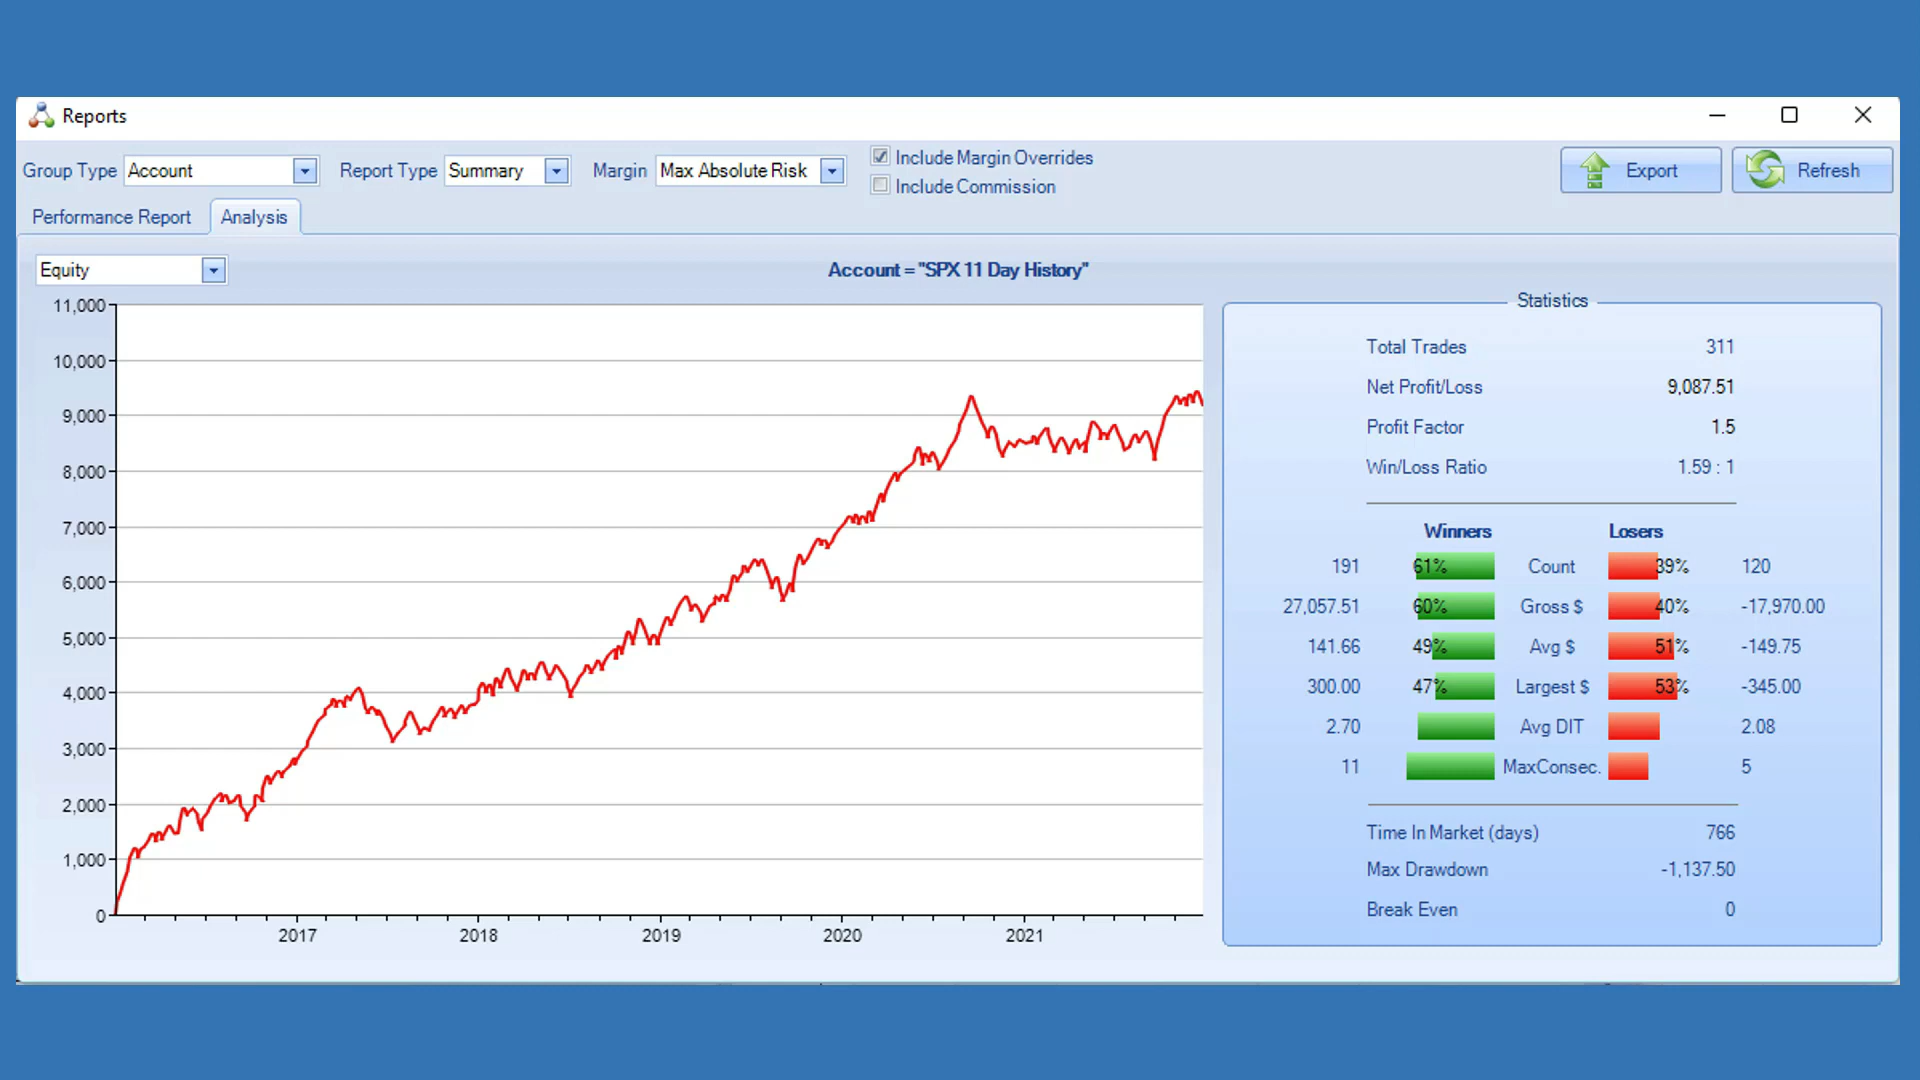 Reports
Group Type Account Report Type Summary Margin Max Absolute Risk Include Margin Overrides
Include Commission
Export Refresh
Performance Report Analysis
Equity Account = "SPX 11 Day History"
11,000
10,000
9,000
8,000
7,000
6,000
5,000
4,000
3,000
2,000
1,000
0
2017 2018 2019 2020 2021
Statistics
Total Trades 311
Net Profit/Loss 9,087.51
Profit Factor 1.5
Win/Loss Ratio 1.59 : 1
Winners Losers
191 61% Count 39% 120
27,057.51 60% Gross $ 40% -17,970.00
141.66 49% Avg $ 51% -149.75
300.00 47% Largest $ 53% -345.00
2.70 Avg DIT 2.08
11 MaxConsec. 5
Time In Market (days) 766
Max Drawdown -1,137.50
Break Even 0